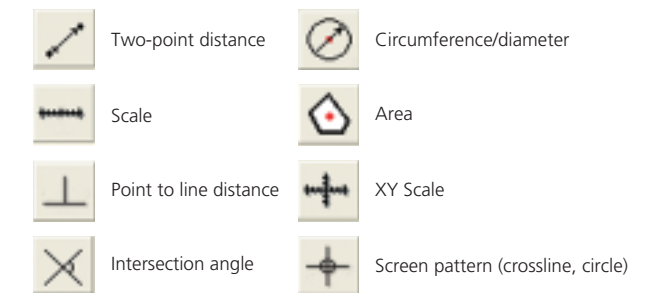 Two-point distance
Circumference/diameter
Scale
Area
Point to line distance
XY Scale
Intersection angle
Screen pattern (crossline, circle)